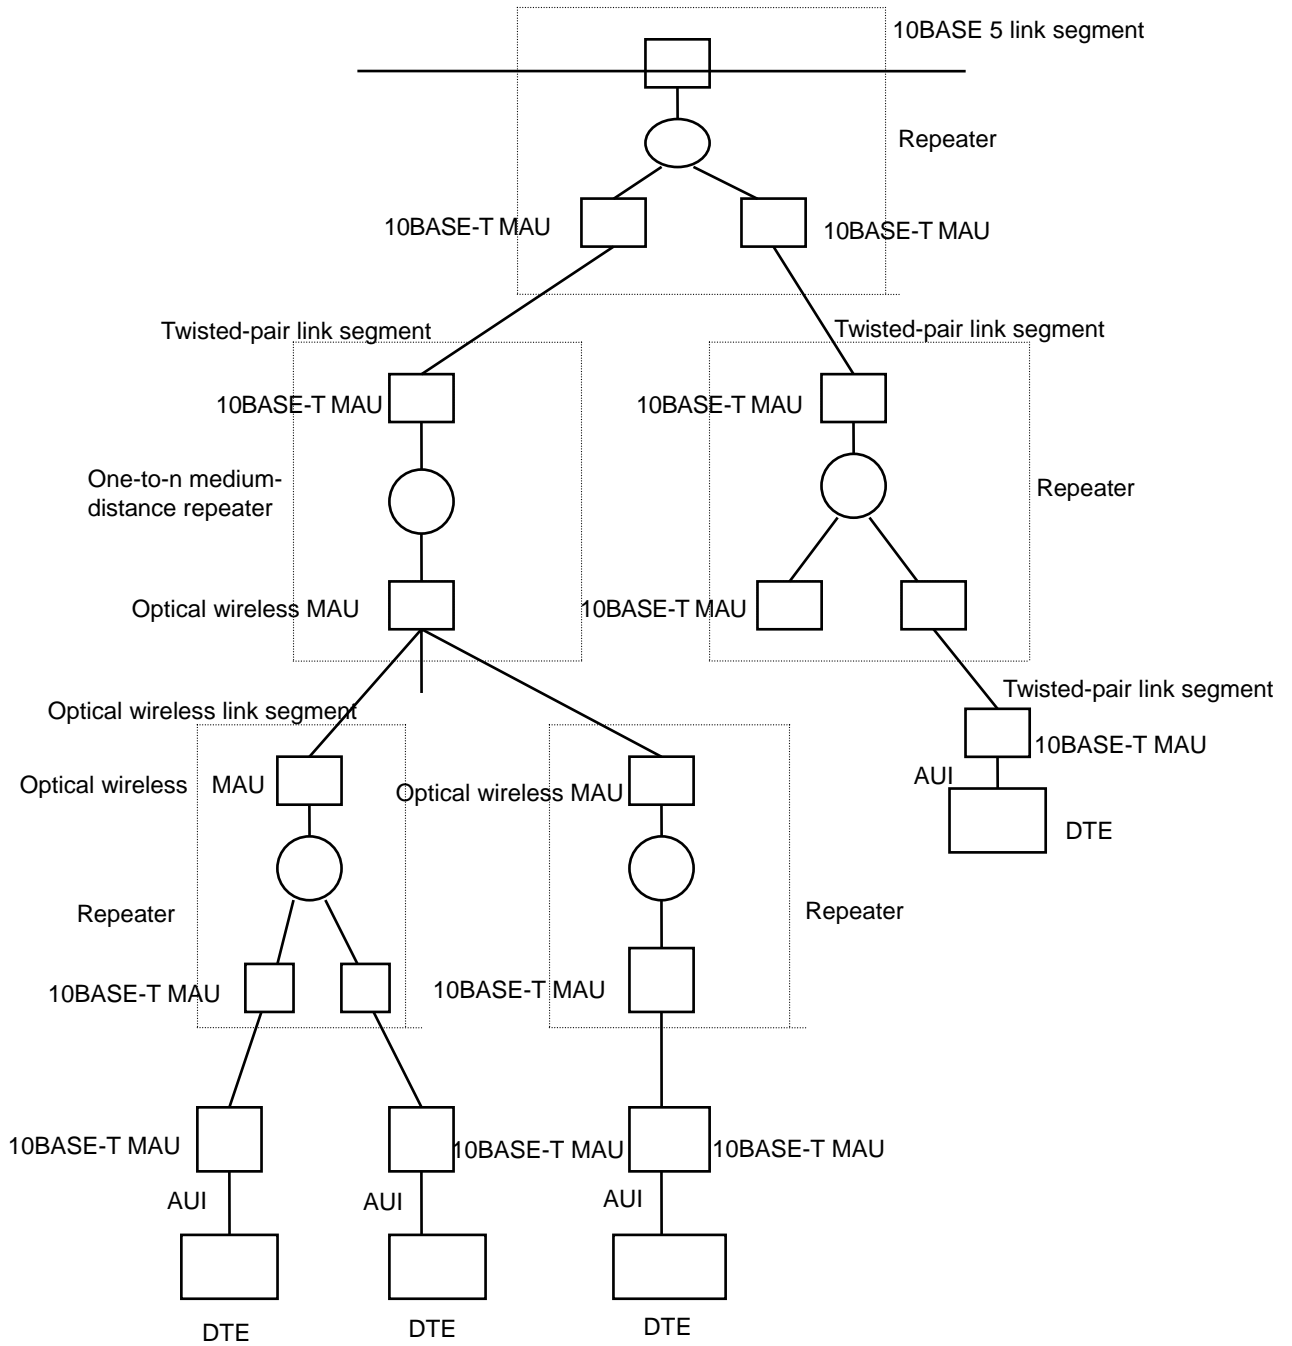 10BASE 5 link segment
Repeater
10BASE-T MAU
10BASE-T MAU
Twisted-pair link segment
Twisted-pair link segment
10BASE-T MAU
10BASE-T MAU
One-to-n medium-
distance repeater
Repeater
Optical wireless MAU
10BASE-T MAU
Twisted-pair link segment
Optical wireless link segment
10BASE-T MAU
AUI
Optical wireless MAU
Optical wireless MAU
DTE
Repeater
Repeater
10BASE-T MAU
10BASE-T MAU
10BASE-T MAU
10BASE-T MAU
10BASE-T MAU
AUI
AUI
AUI
DTE
DTE
DTE